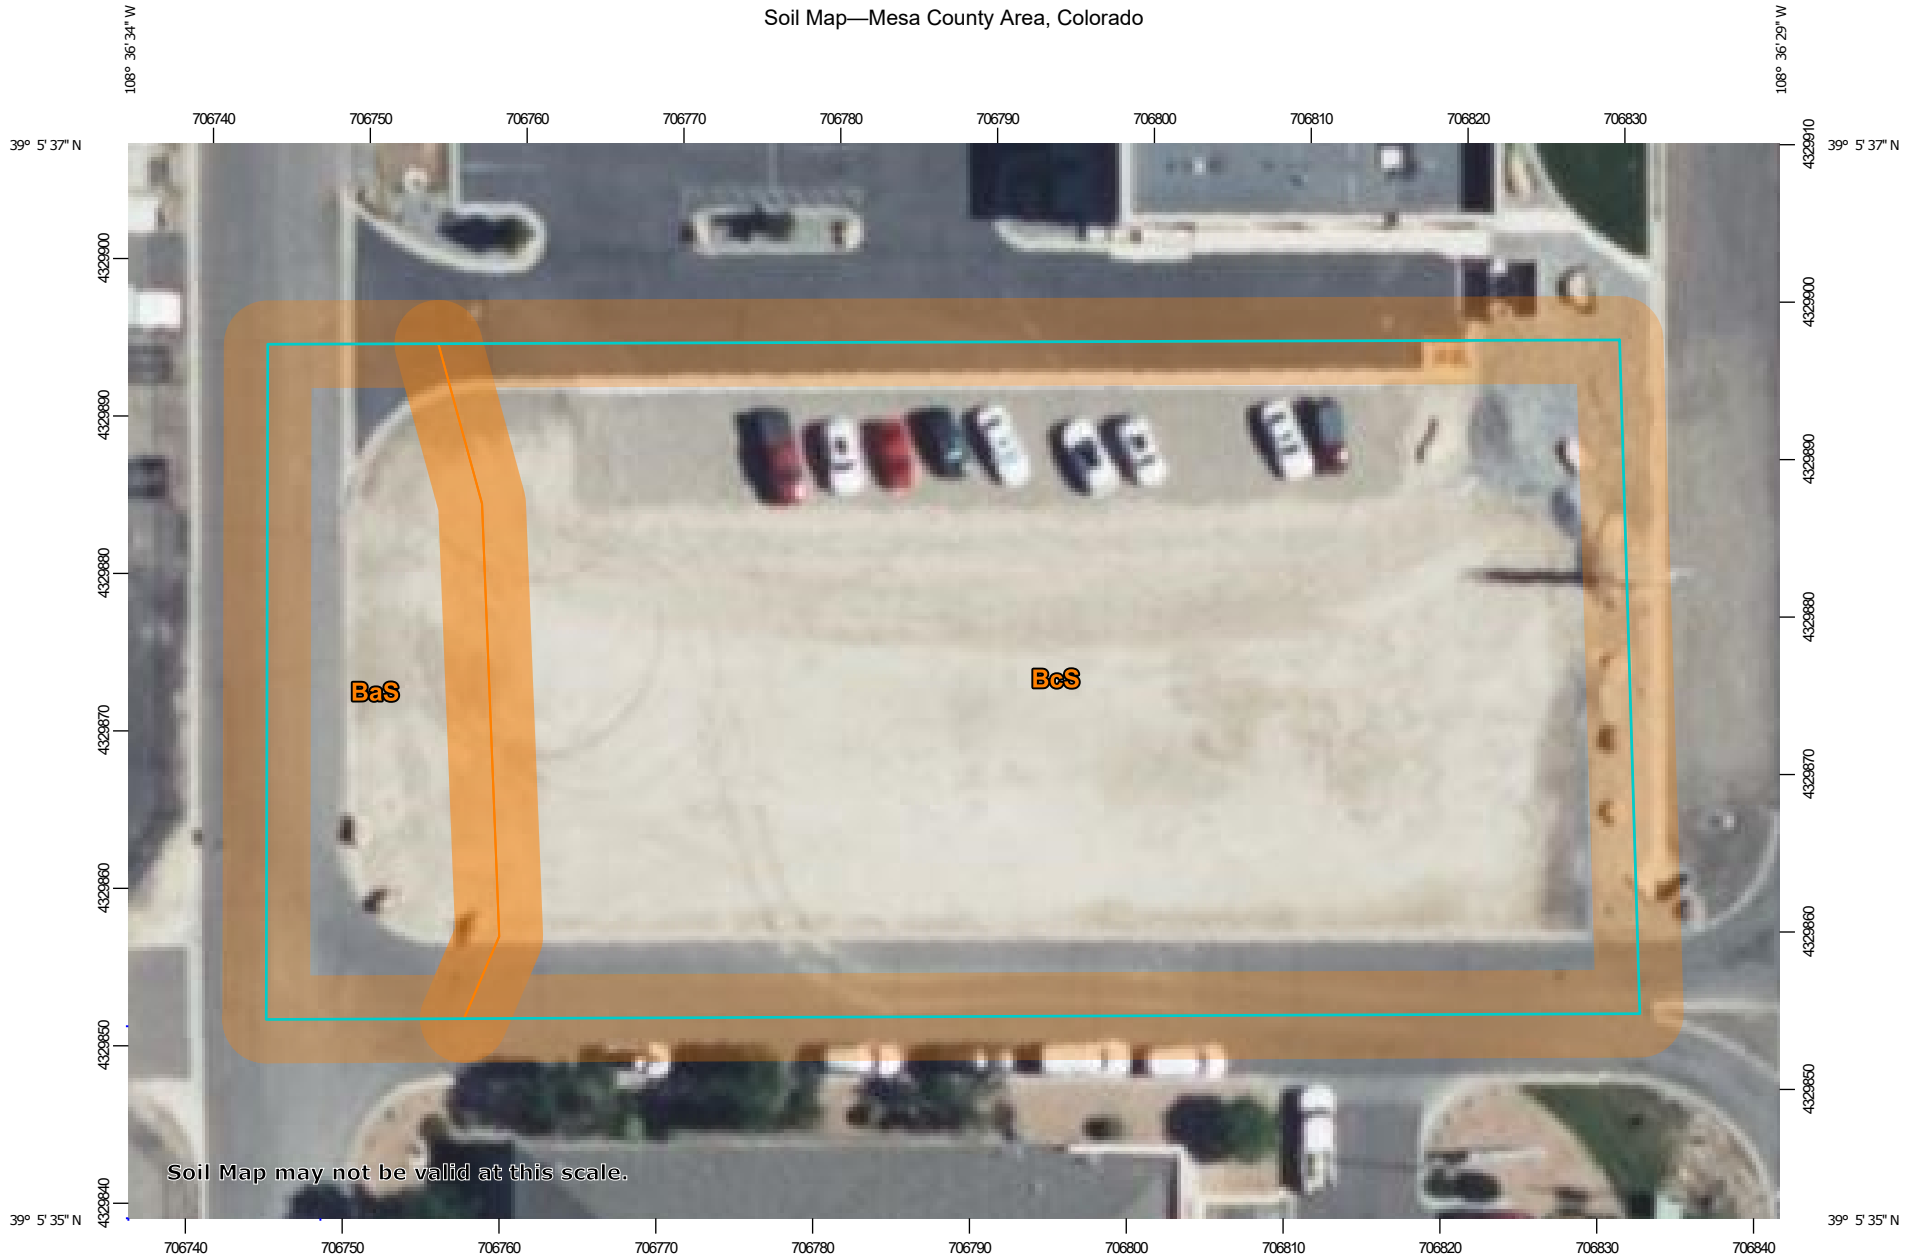 Soil Map—Mesa County Area, Colorado
108° 36' 34" W
108° 36' 29" W
706740 706750 706760 706770 706780 706790 706800 706810 706820 706830
39° 5' 37" N
39° 5' 37" N
4329900
4329890
4329880
4329870
4329860
4329850
4329840
4329910
4329900
4329890
4329880
4329870
4329860
4329850
BaS
BcS
Soil Map may not be valid at this scale.
39° 5' 35" N
39° 5' 35" N
706740 706750 706760 706770 706780 706790 706800 706810 706820 706830 706840